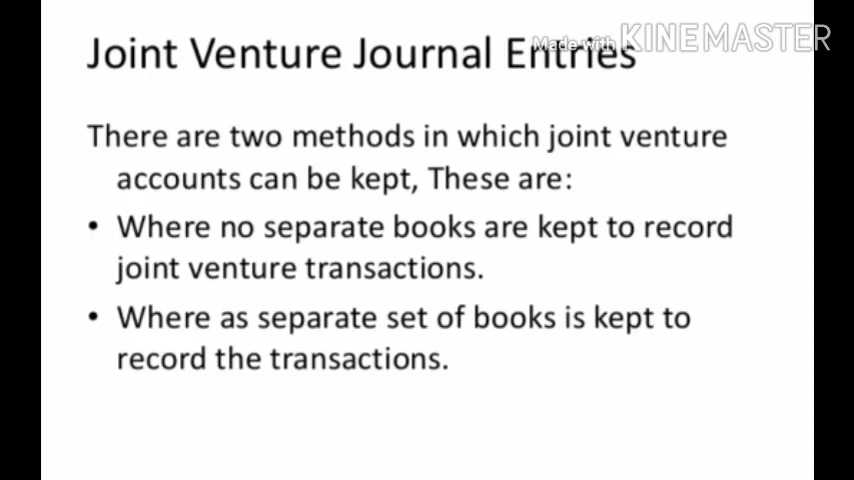 Joint Venture Journal Entries
Made with KINEMASTER
There are two methods in which joint venture
accounts can be kept, These are:
• Where no separate books are kept to record
joint venture transactions.
• Where as separate set of books is kept to
record the transactions.